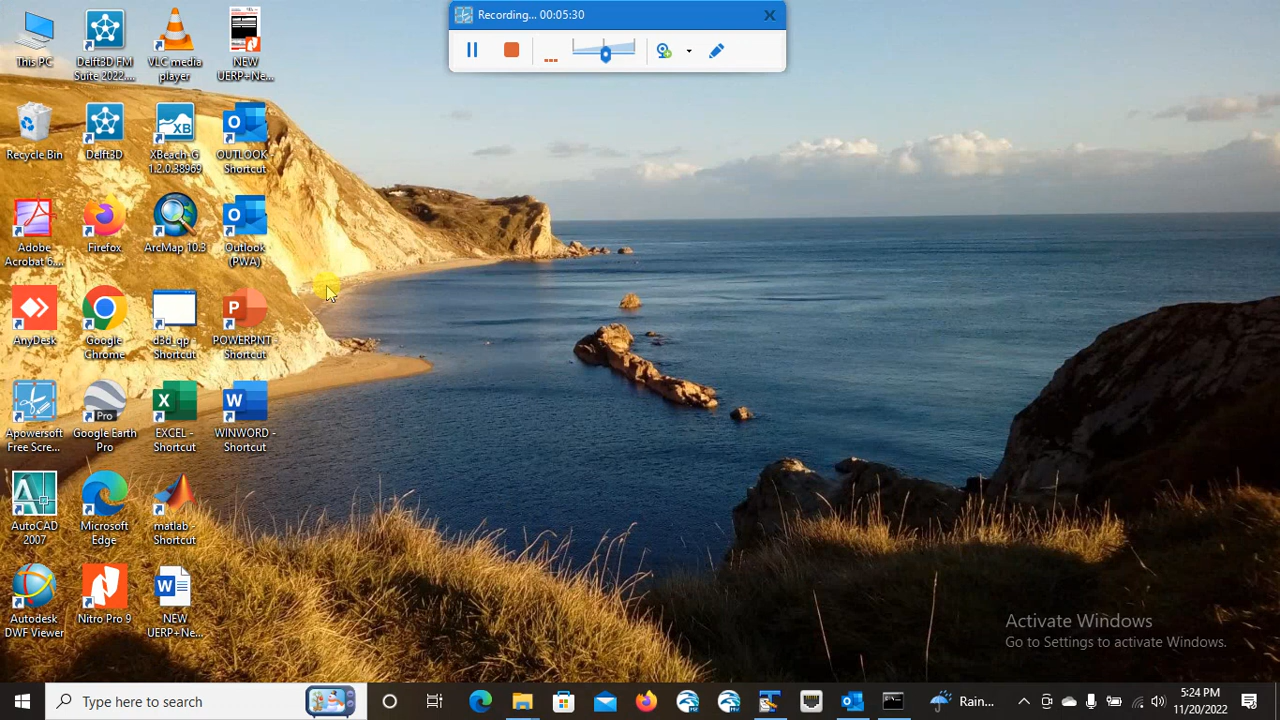 Recording... 00:05:30
This PC
Delft3D FM
Suite 2022....
VLC media
player
NEW
UERP+Ne...
Recycle Bin
Delft3D
XBeach-G
1.2.0.38969
OUTLOOK -
Shortcut
Adobe
Acrobat 6....
Firefox
ArcMap 10.3
Outlook
(PWA)
AnyDesk
Google
Chrome
d3d_qp -
Shortcut
POWERPNT -
Shortcut
Apowersoft
Free Scre...
Google Earth
Pro
EXCEL -
Shortcut
WINWORD -
Shortcut
AutoCAD
2007
Microsoft
Edge
matlab -
Shortcut
Autodesk
DWF Viewer
Nitro Pro 9
NEW
UERP+Ne...
Activate Windows
Go to Settings to activate Windows.
Type here to search
Rain...
5:24 PM
11/20/2022